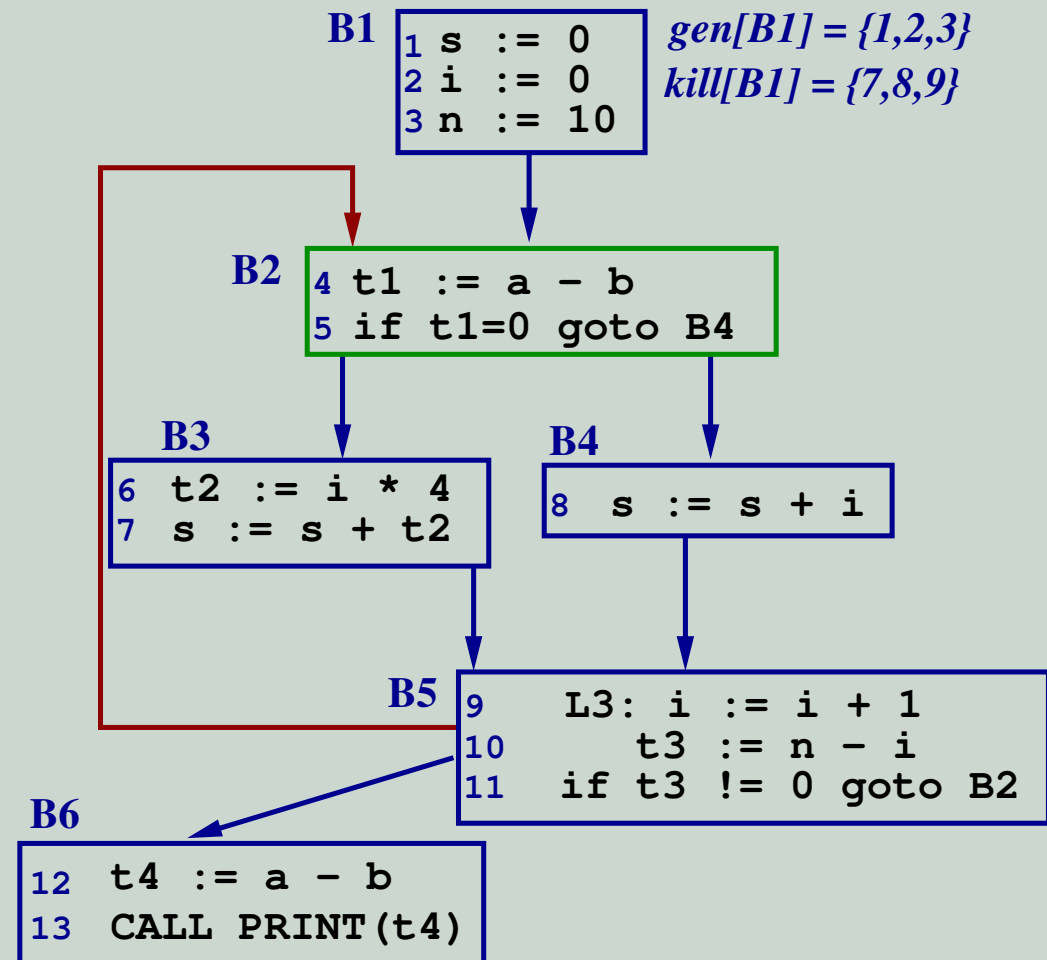 B1
1 s := 0
2 i := 0
3 n := 10
gen[B1] = {1,2,3}
kill[B1] = {7,8,9}
B2
4 t1 := a - b
5 if t1=0 goto B4
B3
6 t2 := i * 4
7 s := s + t2
B4
8 s := s + i
B5
9 L3: i := i + 1
10 t3 := n - i
11 if t3 != 0 goto B2
B6
12 t4 := a - b
13 CALL PRINT(t4)